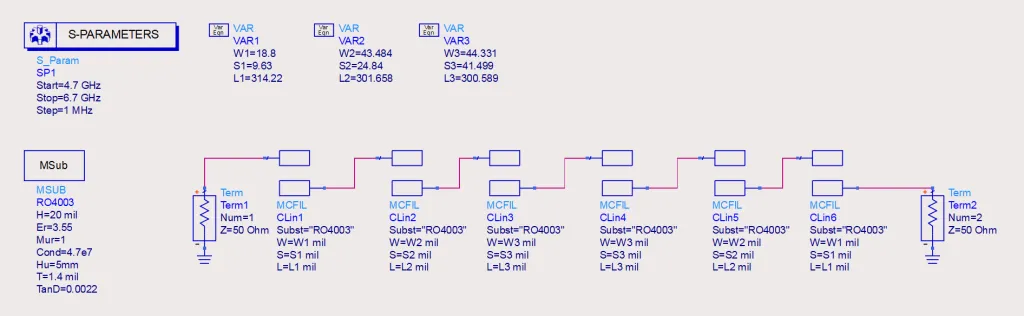 S-PARAMETERS
S_Param
SP1
Start=4.7 GHz
Stop=6.7 GHz
Step=1 MHz
Var
Eqn
VAR
VAR1
W1=18.8
S1=9.63
L1=314.22
Var
Eqn
VAR
VAR2
W2=43.484
S2=24.84
L2=301.658
Var
Eqn
VAR
VAR3
W3=44.331
S3=41.499
L3=300.589
MSub
MSUB
RO4003
H=20 mil
Er=3.55
Mur=1
Cond=4.7e7
Hu=5mm
T=1.4 mil
TanD=0.0022
Term
Term1
Num=1
Z=50 Ohm
MCFIL
CLin1
Subst="RO4003"
W=W1 mil
S=S1 mil
L=L1 mil
MCFIL
CLin2
Subst="RO4003"
W=W2 mil
S=S2 mil
L=L2 mil
MCFIL
CLin3
Subst="RO4003"
W=W3 mil
S=S3 mil
L=L3 mil
MCFIL
CLin4
Subst="RO4003"
W=W3 mil
S=S3 mil
L=L3 mil
MCFIL
CLin5
Subst="RO4003"
W=W2 mil
S=S2 mil
L=L2 mil
MCFIL
CLin6
Subst="RO4003"
W=W1 mil
S=S1 mil
L=L1 mil
Term
Term2
Num=2
Z=50 Ohm